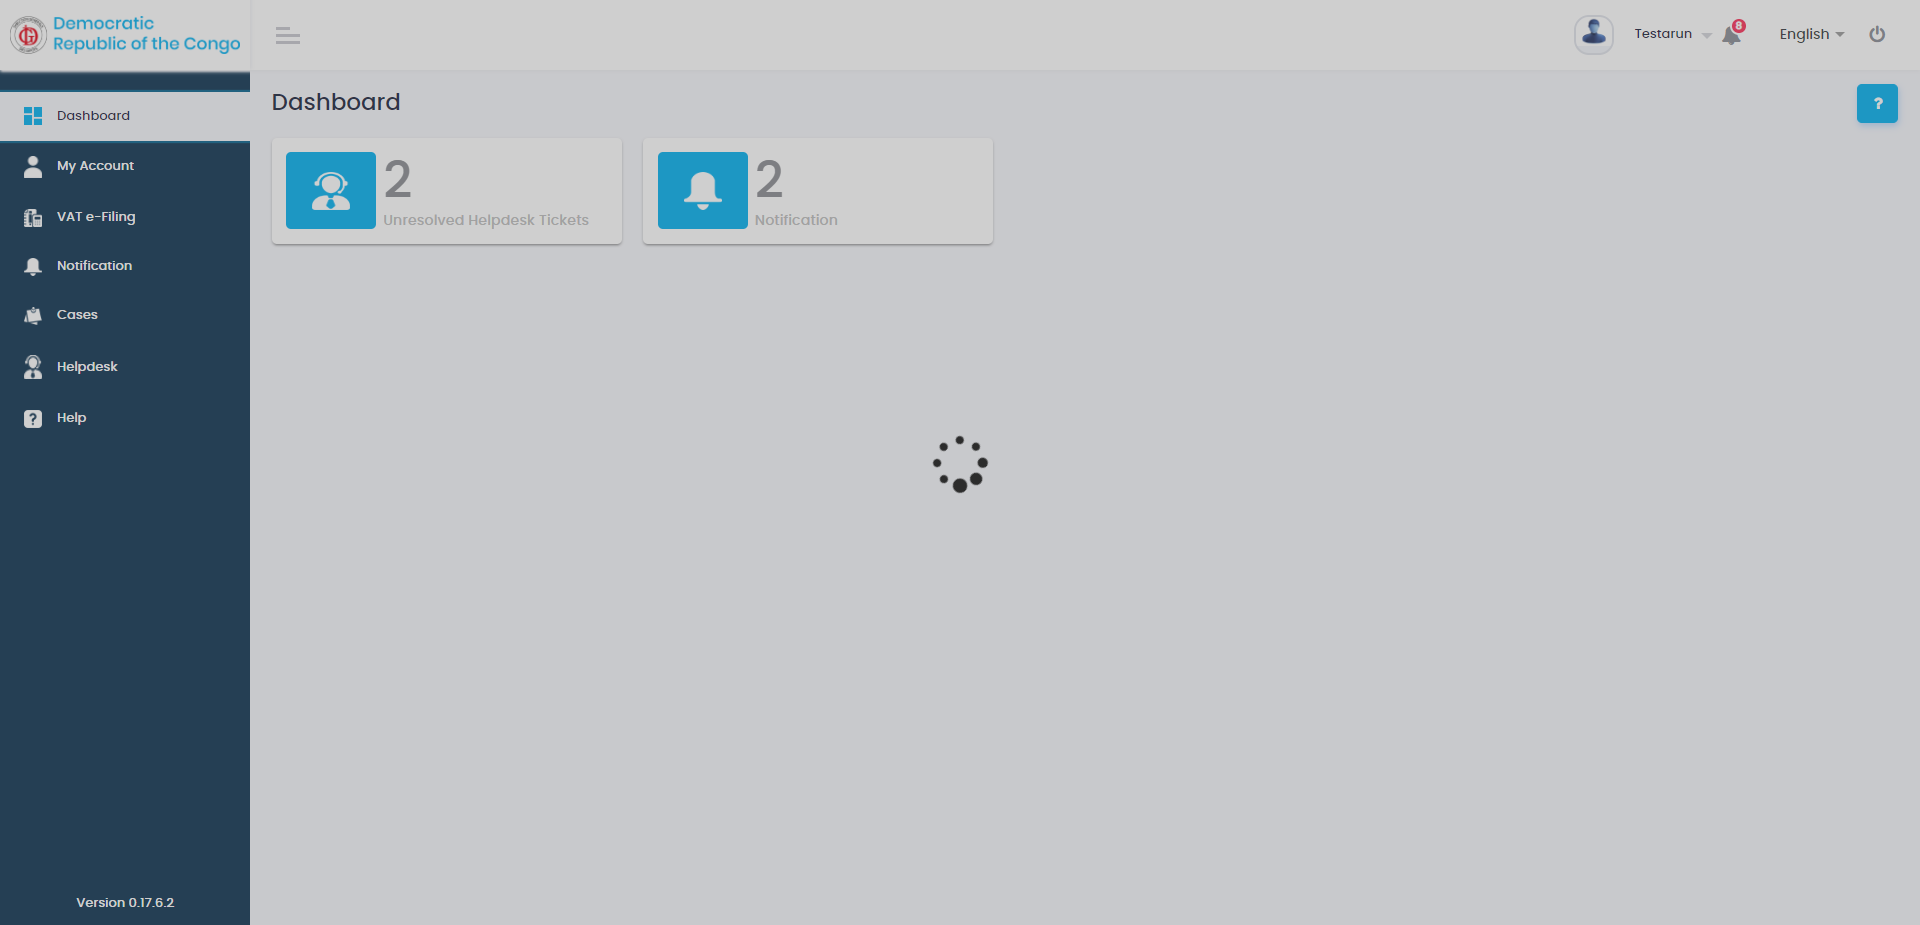 Democratic
Republic of the Congo
Testarun
8
English
Dashboard
My Account
VAT e-Filing
Notification
Cases
Helpdesk
Help
Version 0.17.6.2
Dashboard
?
2
Unresolved Helpdesk Tickets
2
Notification